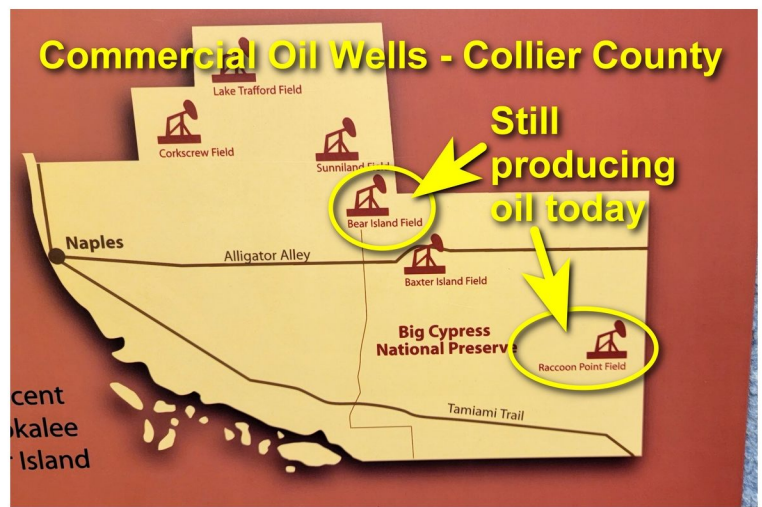 Commercial Oil Wells - Collier County
Lake Trafford Field
Corkscrew Field
Sunniland Field
Still
producing
oil today
Bear Island Field
Naples
Alligator Alley
Baxter Island Field
Big Cypress
National Preserve
Raccoon Point Field
Tamiami Trail
cent
okalee
Island